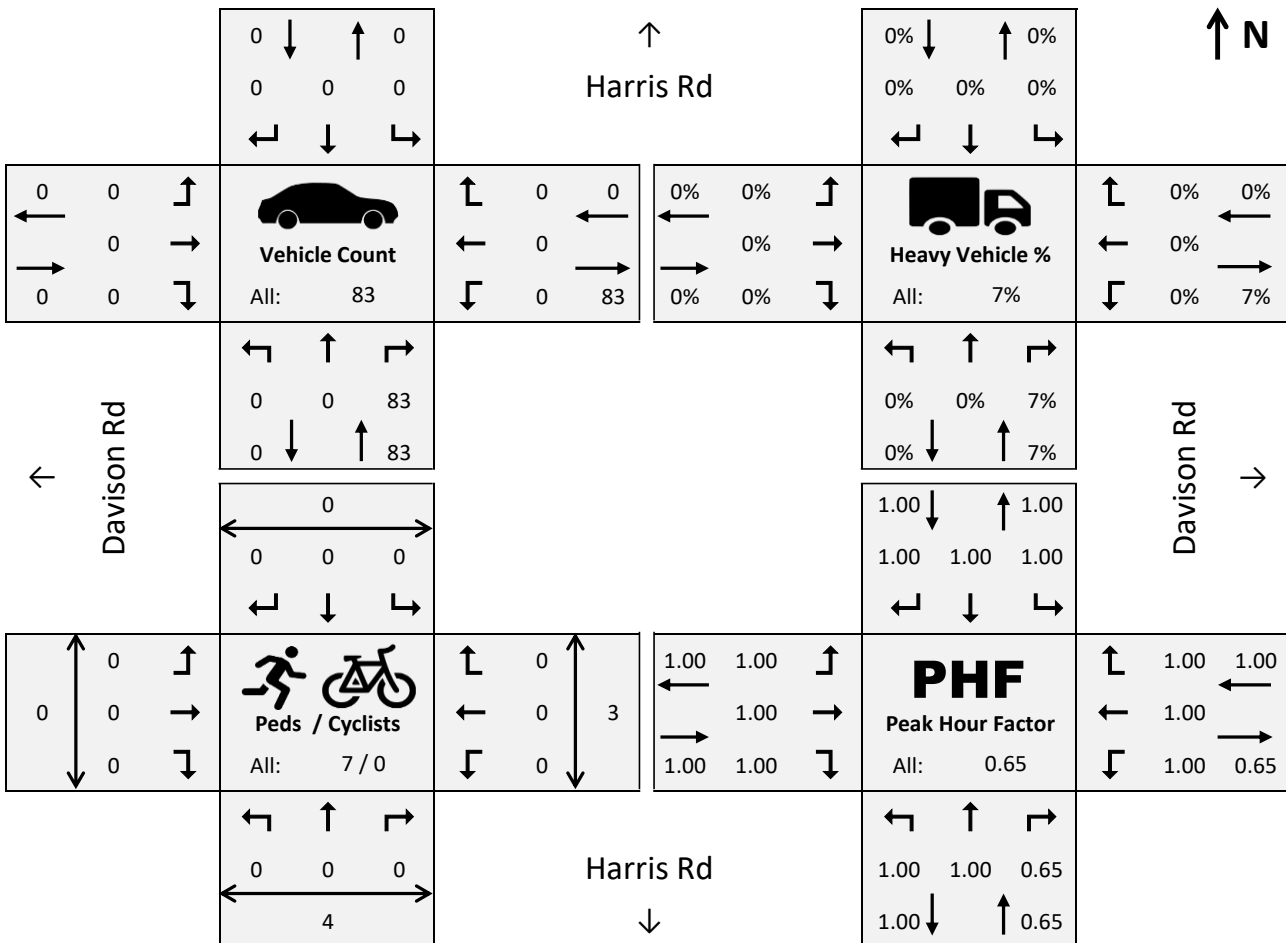 0 0 0% 0% N
Harris Rd
0 0 0 0% 0% 0%
0 0 0 0 0% 0% 0% 0%
0 Vehicle Count 0 0% Heavy Vehicle % 0%
0 0 All: 83 0 83 0% 0% All: 7% 0% 7%
0 0 83 0% 0% 7%
0 83 0% 7%
Davison Rd Davison Rd
0 1.00 1.00
0 0 0 1.00 1.00 1.00
0 0 1.00 1.00 PHF 1.00 1.00
0 0 Peds / Cyclists 0 3 1.00 Peak Hour Factor 1.00
0 All: 7 / 0 0 1.00 1.00 All: 0.65 1.00 0.65
0 0 0 Harris Rd 1.00 1.00 0.65
4 1.00 0.65